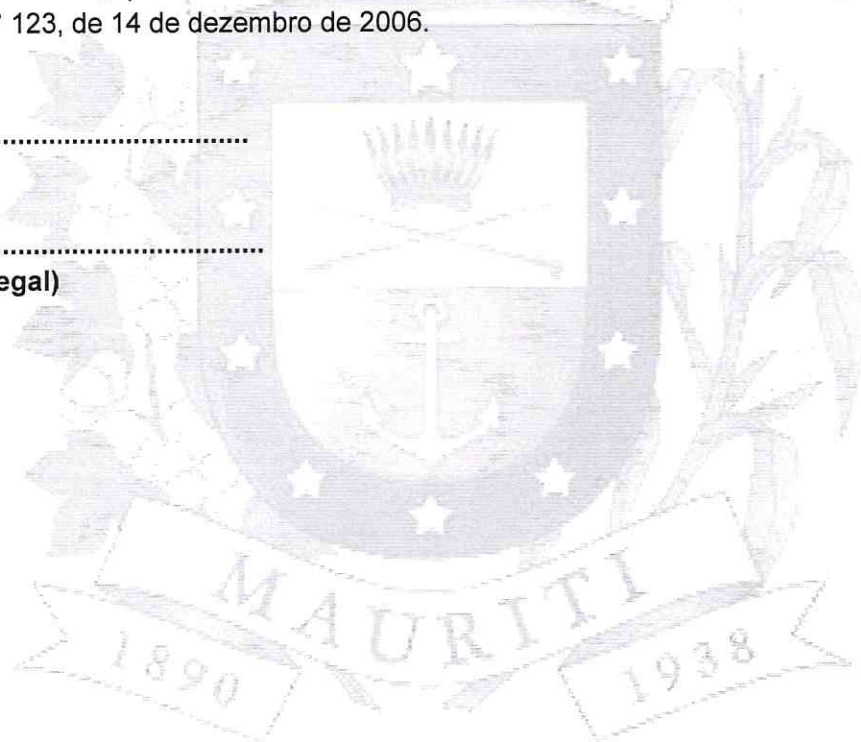 ° 123, de 14 de dezembro de 2006.
..........................................
............................................
egal)
MAURITI
1890
1938